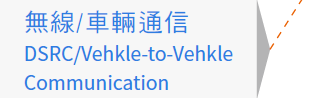 無線/車輛通信
DSRC/Vehkle-to-Vehkle
Communication